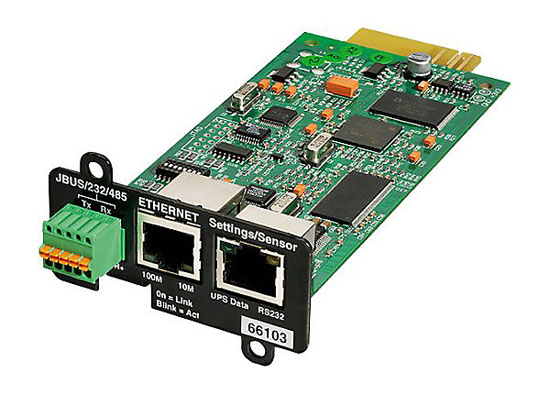 JBUS/232/485
Tx Rx
R+
ETHERNET
100M 10M
On = Link
Blink = Act
Settings/Sensor
UPS Data RS232
66103